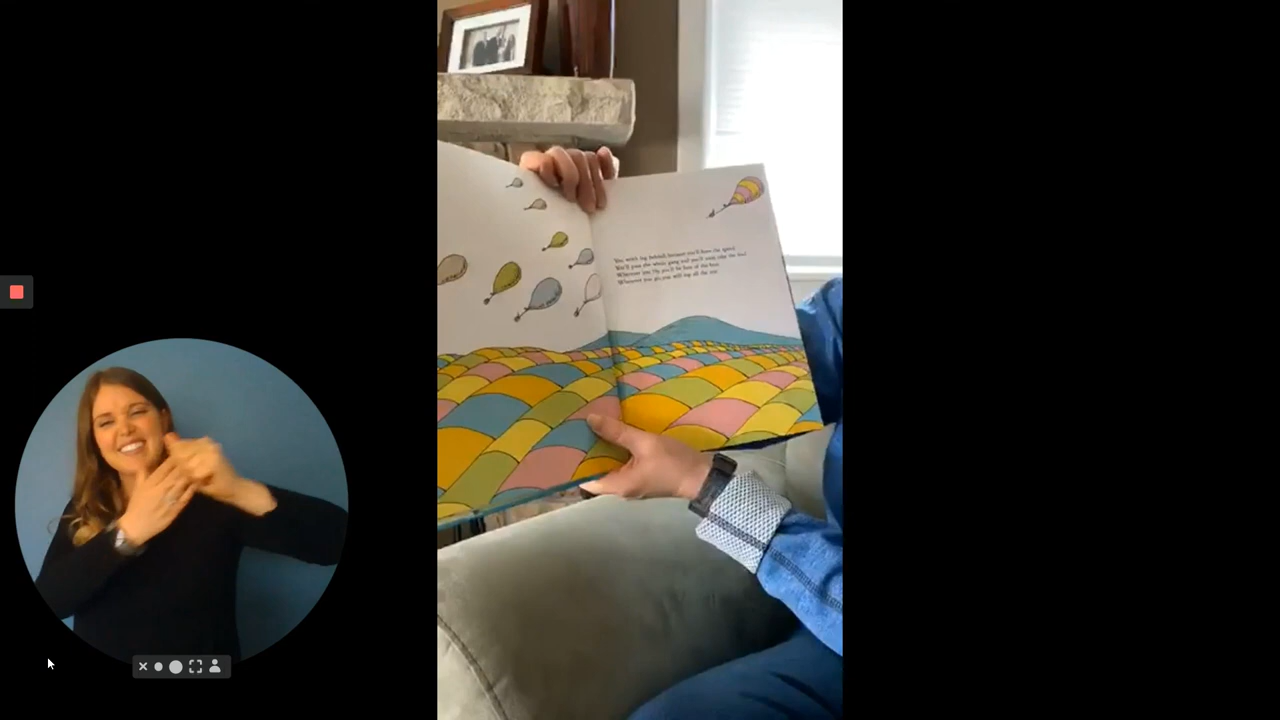 You won't lag behind, because you'll have the speed.
You'll pass the whole gang and you'll soon take the lead.
Wherever you fly, you'll be best of the best.
Wherever you go, you will top all the rest.